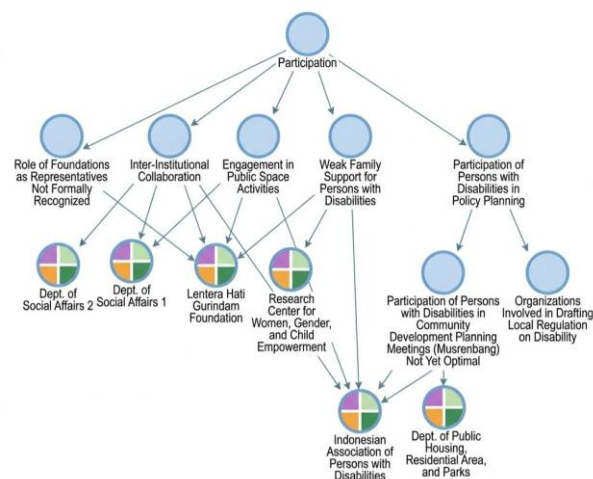 Participation
Role of Foundations
as Representatives
Not Formally
Recognized
Inter-Institutional
Collaboration
Engagement in
Public Space
Activities
Weak Family
Support for
Persons with
Disabilities
Participation of
Persons with
Disabilities in
Policy Planning
Dept. of
Social Affairs 2
Dept. of
Social Affairs 1
Lentera Hati
Gurindam
Foundation
Research
Center for
Women, Gender,
and Child
Empowerment
Participation of Persons
with Disabilities in
Community
Development Planning
Meetings (Musrenbang)
Not Yet Optimal
Organizations
Involved in Drafting
Local Regulation
on Disability
Indonesian
Association of
Persons with
Disabilities
Dept. of Public
Housing,
Residential Area,
and Parks